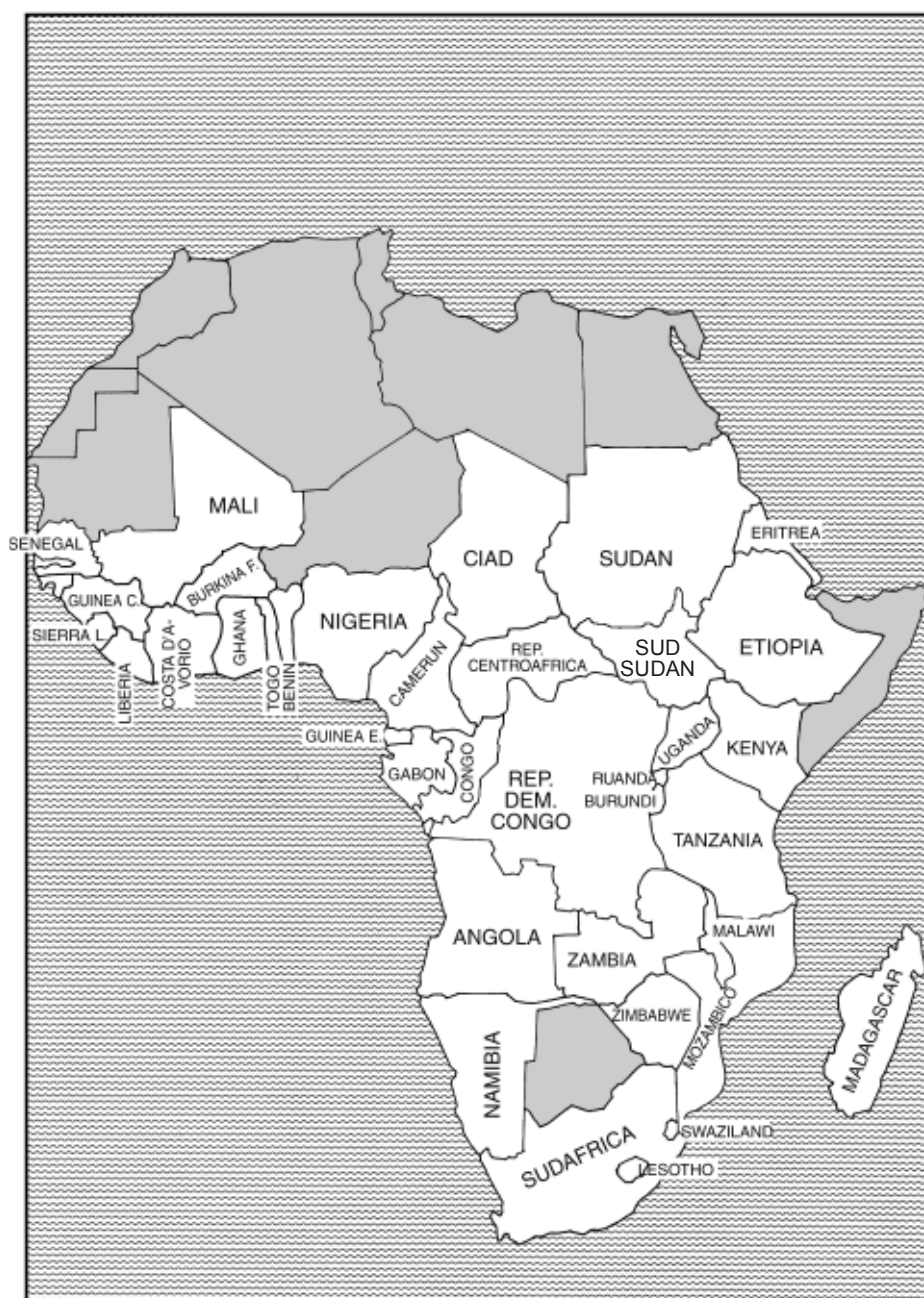 MALI
SENEGAL
CIAD
SUDAN
ERITREA
BURKINA F.
GUINEA C.
NIGERIA
SIERRA L.
GHANA
COSTA D'A-
VORIO
LIBERIA
TOGO
BENIN
CAMERUN
REP.
CENTROAFRICA
SUD
SUDAN
ETIOPIA
GUINEA E.
GABON
CONGO
UGANDA
KENYA
REP.
DEM.
CONGO
RUANDA
BURUNDI
TANZANIA
ANGOLA
ZAMBIA
MALAWI
ZIMBABWE
MOZAMBICO
MADAGASCAR
NAMIBIA
SUDAFRICA
SWAZILAND
LESOTHO